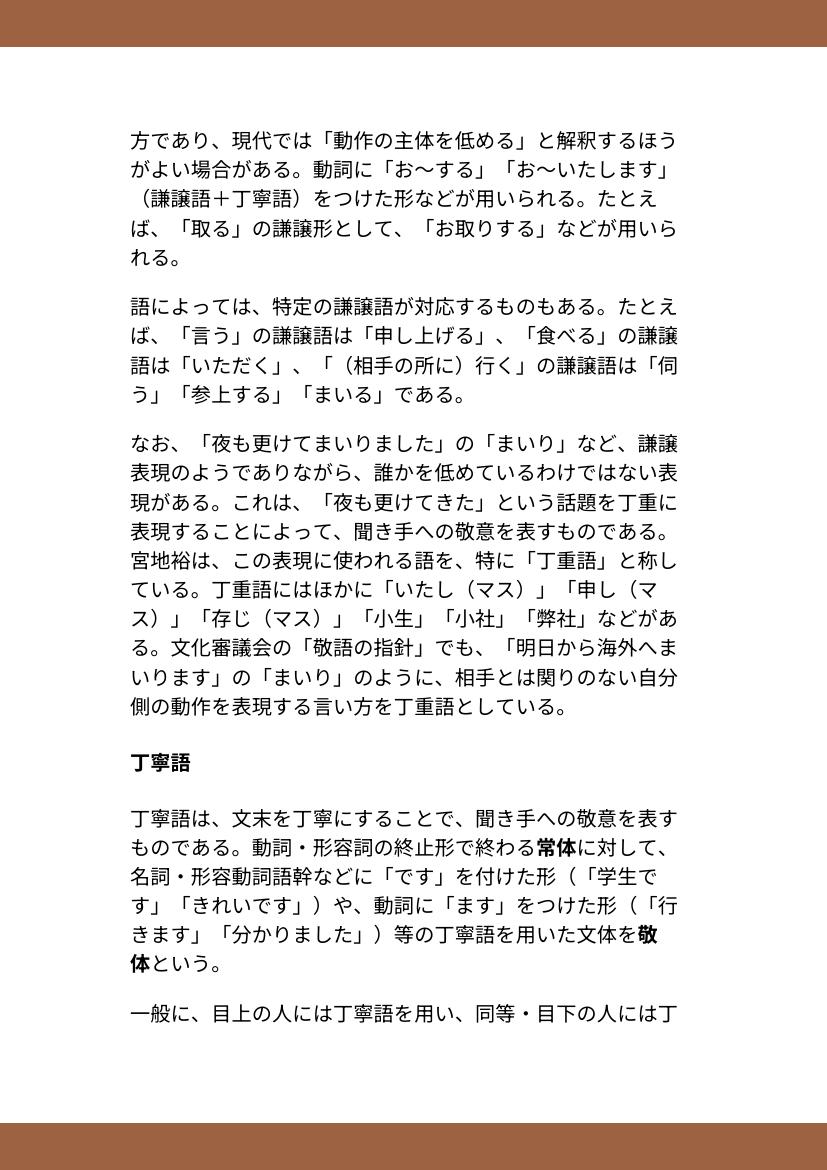 方であり、現代では「動作の主体を低める」と解釈するほう
がよい場合がある。動詞に「お〜する」「お〜いたします」
（謙譲語＋丁寧語）をつけた形などが用いられる。たとえ
ば、「取る」の謙譲形として、「お取りする」などが用いら
れる。
語によっては、特定の謙譲語が対応するものもある。たとえ
ば、「言う」の謙譲語は「申し上げる」、「食べる」の謙譲
語は「いただく」、「（相手の所に）行く」の謙譲語は「伺
う」「参上する」「まいる」である。
なお、「夜も更けてまいりました」の「まいり」など、謙譲
表現のようでありながら、誰かを低めているわけではない表
現がある。これは、「夜も更けてきた」という話題を丁重に
表現することによって、聞き手への敬意を表すものである。
宮地裕は、この表現に使われる語を、特に「丁重語」と称し
ている。丁重語にはほかに「いたし（マス）」「申し（マ
ス）」「存じ（マス）」「小生」「小社」「弊社」などがあ
る。文化審議会の「敬語の指針」でも、「明日から海外へま
いります」の「まいり」のように、相手とは関りのない自分
側の動作を表現する言い方を丁重語としている。
丁寧語
丁寧語は、文末を丁寧にすることで、聞き手への敬意を表す
ものである。動詞・形容詞の終止形で終わる常体に対して、
名詞・形容動詞語幹などに「です」を付けた形（「学生で
す」「きれいです」）や、動詞に「ます」をつけた形（「行
きます」「分かりました」）等の丁寧語を用いた文体を敬
体という。
一般に、目上の人には丁寧語を用い、同等・目下の人には丁